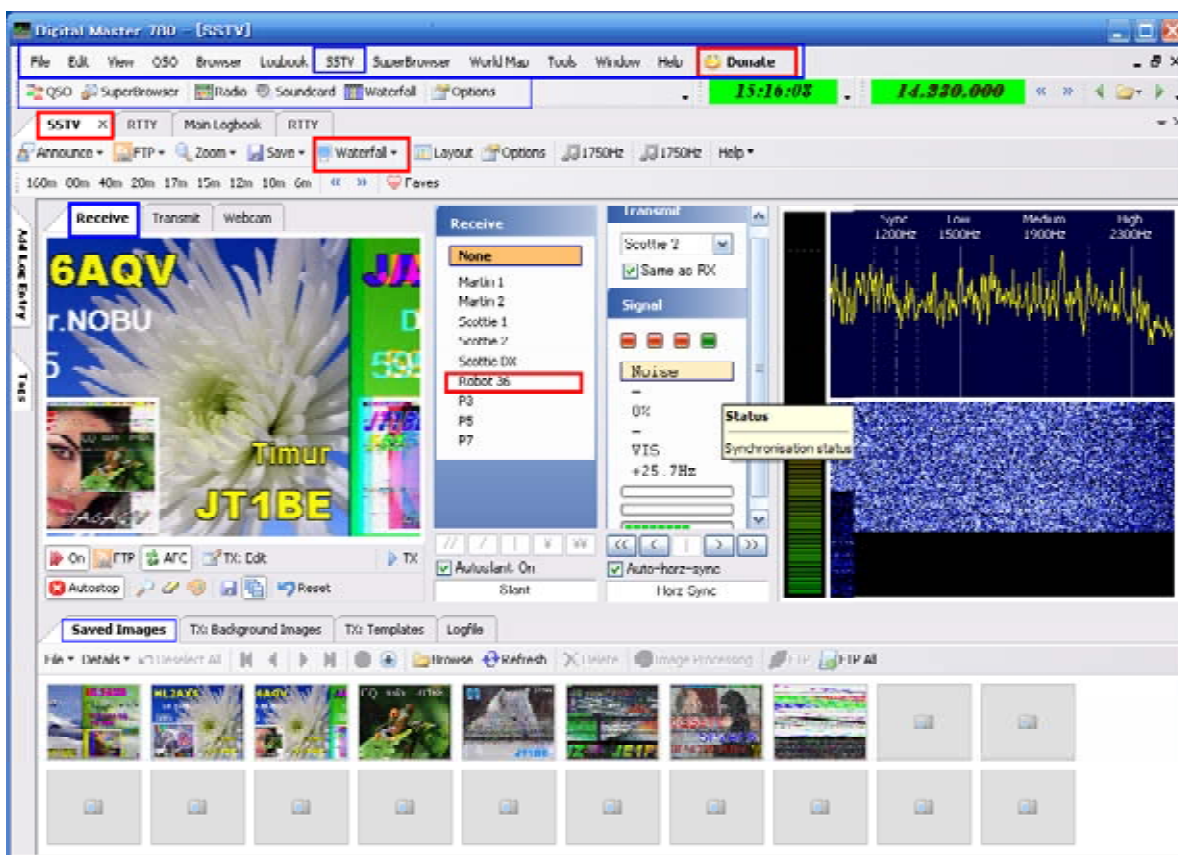 Digital Master 780 - [SSTV]
File Edit View QSO Browser Logbook SSTV SuperBrowser World Map Tools Window Help Donate
QSO SuperBrowser Radio Soundcard Waterfall Options 15:16:03 14.230.000
SSTV RTTY Main Logbook RTTY
Announce FTP Zoom Save Waterfall Layout Options 1750Hz 1750Hz Help
160m 80m 40m 20m 17m 15m 12m 10m 6m Faves
Add Log Entry
Tags
Receive Transmit Webcam
6AQV
r.NOBU
5
Timur
JT1BE
Receive
None
Martin 1
Martin 2
Scottie 1
Scottie 2
Scottie DX
Robot 36
P3
P5
P7
// /
Autoslant On
Slant
Transmit
Scottie 2
Same as RX
Signal
Noise
-
0%
-
VIS
+25.7Hz
<< < | > >>
Auto-horz-sync
Horz Sync
Status
Synchronisation status
Sync Low Medium High
1200Hz 1500Hz 1900Hz 2300Hz
On FTP AFC TX: Edit TX
Autostop Reset
Saved Images TX: Background Images TX: Templates Logfile
File Details Unselect All Browse Refresh Delete Image Processing FTP FTP All
JT1BE